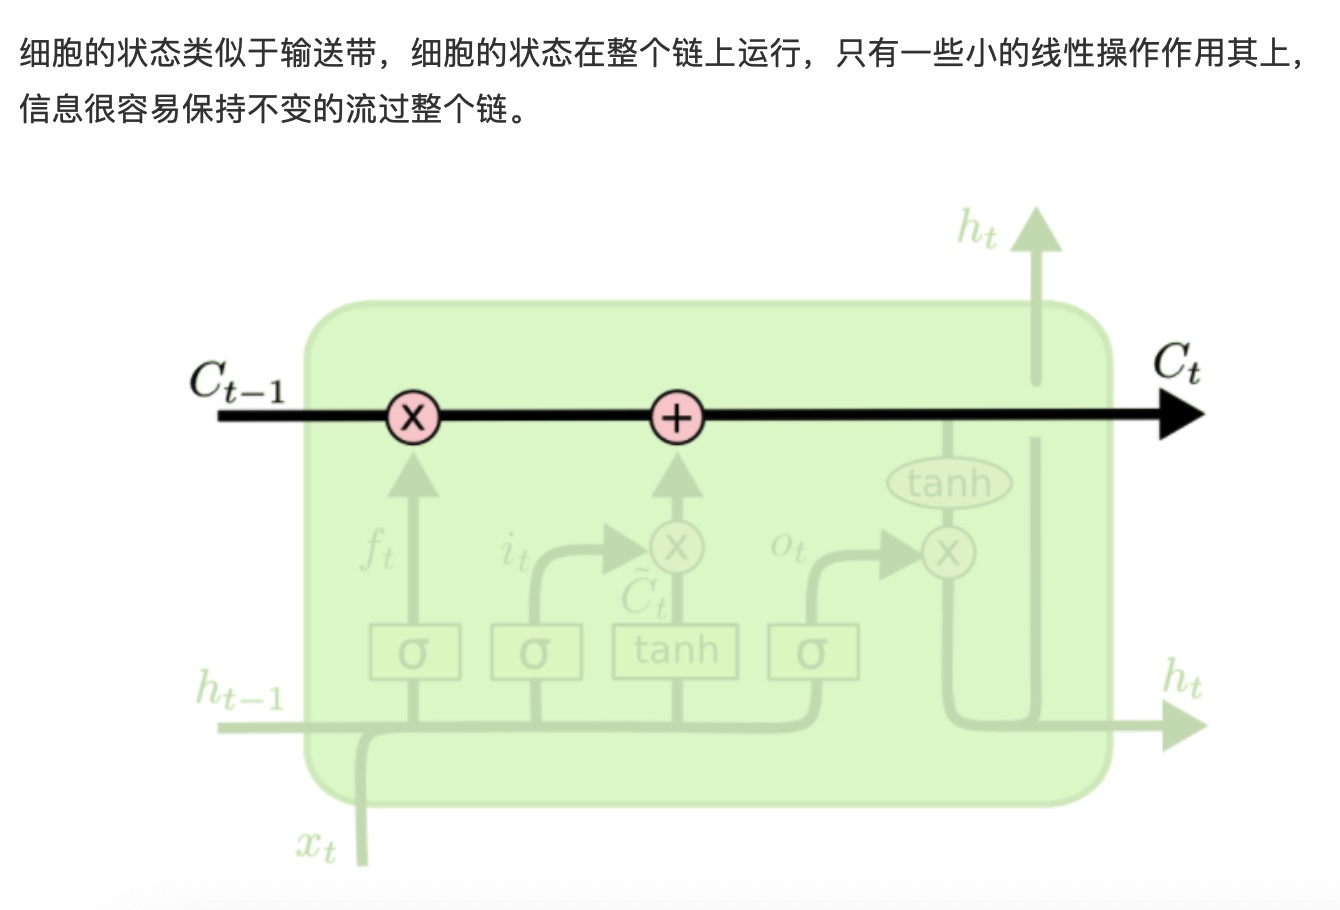 细胞的状态类似于输送带，细胞的状态在整个链上运行，只有一些小的线性操作作用其上，
信息很容易保持不变的流过整个链。
h_t
C_{t-1}
C_t
x
+
tanh
f_t
i_t
x
o_t
x
C̃_t
σ
σ
tanh
σ
h_{t-1}
h_t
x_t